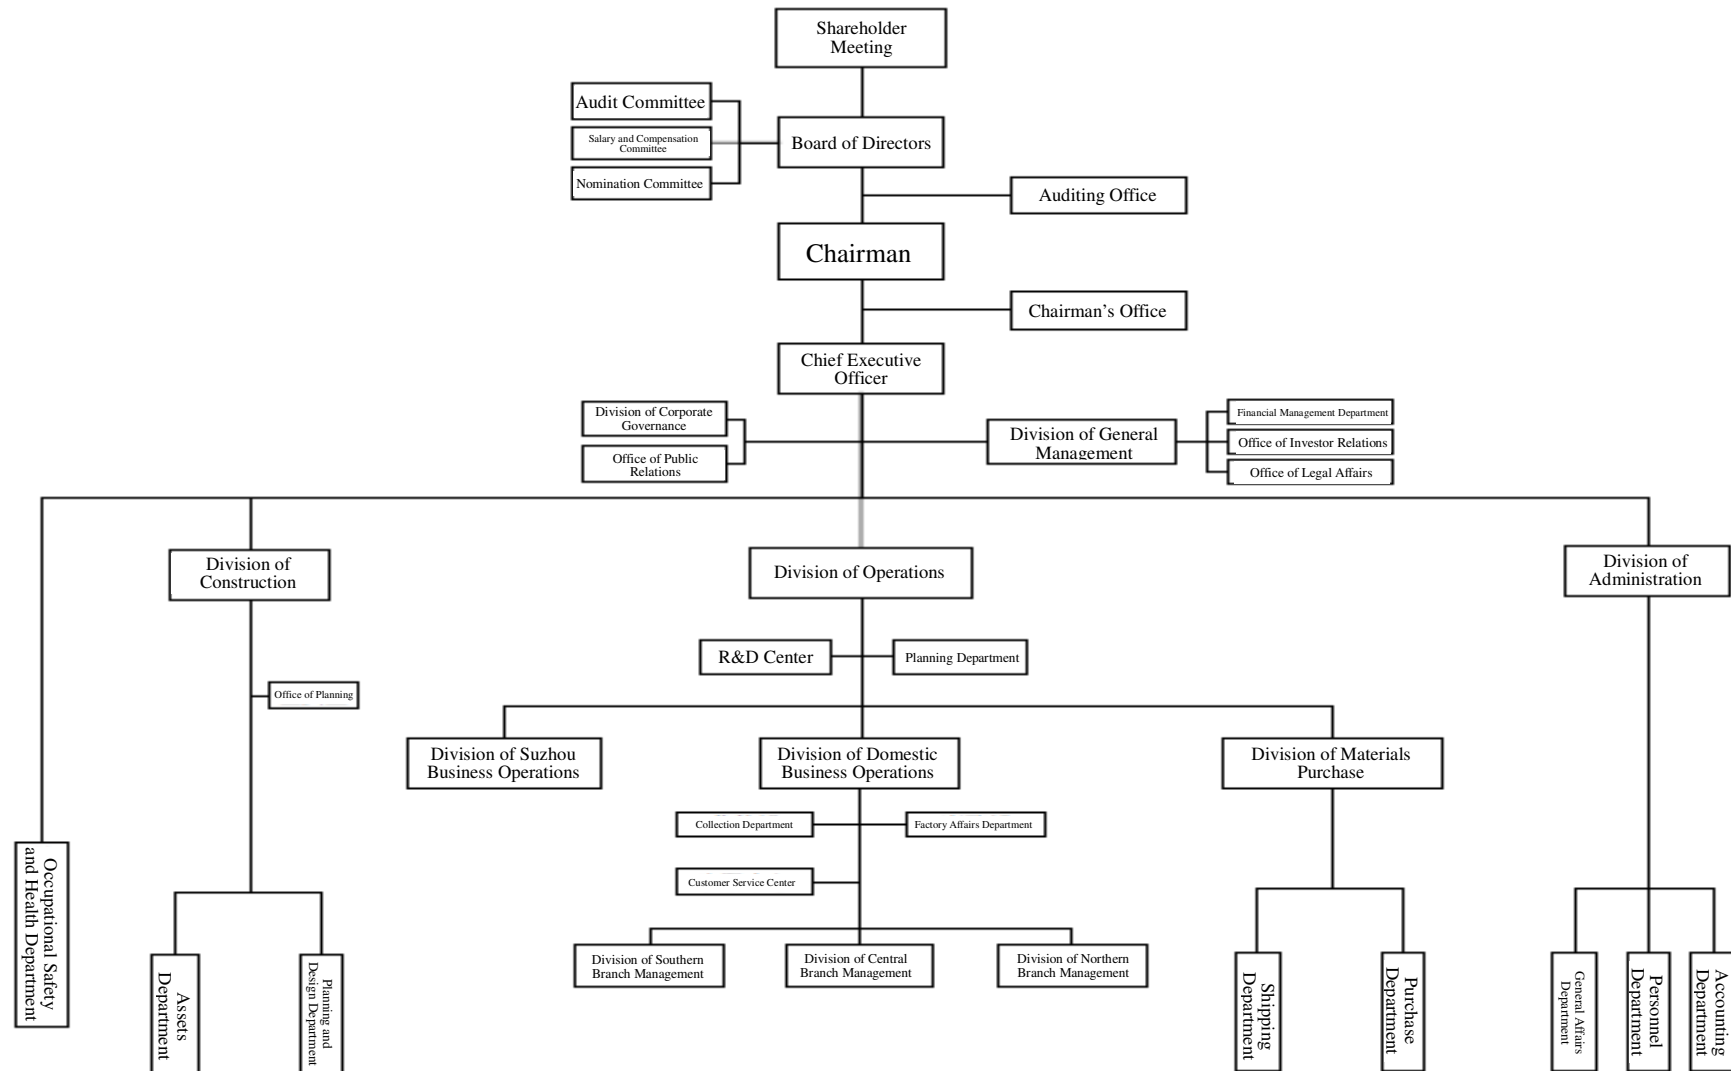 Shareholder
Meeting
Audit Committee
Salary and Compensation
Committee
Nomination Committee
Board of Directors
Auditing Office
Chairman
Chairman’s Office
Chief Executive
Officer
Division of Corporate
Governance
Office of Public
Relations
Division of General
Management
Financial Management Department
Office of Investor Relations
Office of Legal Affairs
Division of
Construction
Division of Operations
Division of
Administration
R&D Center
Planning Department
Office of Planning
Division of Suzhou
Business Operations
Division of Domestic
Business Operations
Division of Materials
Purchase
Collection Department
Factory Affairs Department
Customer Service Center
Occupational Safety
and Health Department
Division of Southern
Branch Management
Division of Central
Branch Management
Division of Northern
Branch Management
Assets
Department
Planning and
Design Department
Shipping
Department
Purchase
Department
General Affairs
Department
Personnel
Department
Accounting
Department